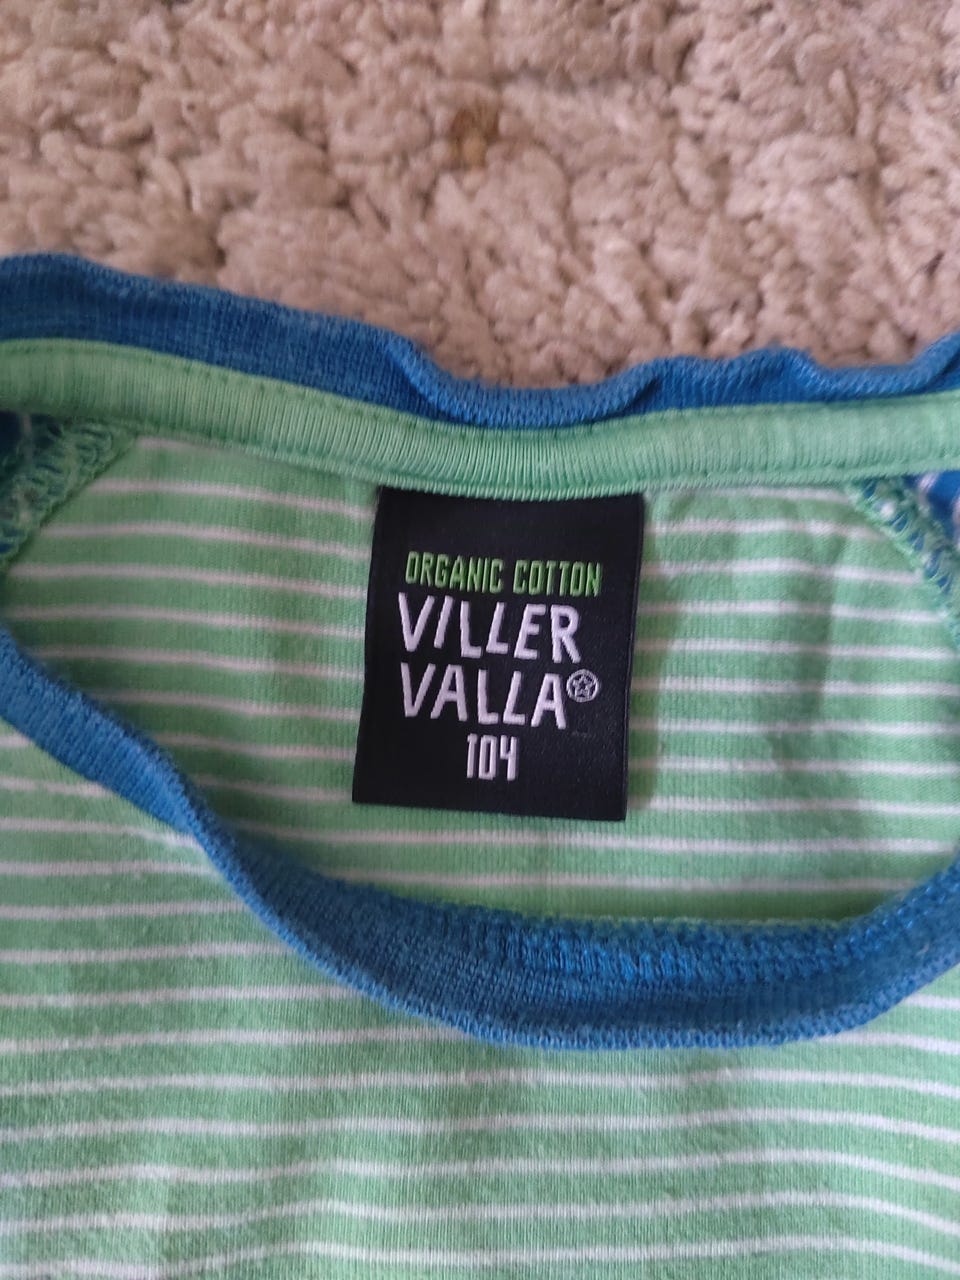 ORGANIC COTTON
VILLER
VALLA
104